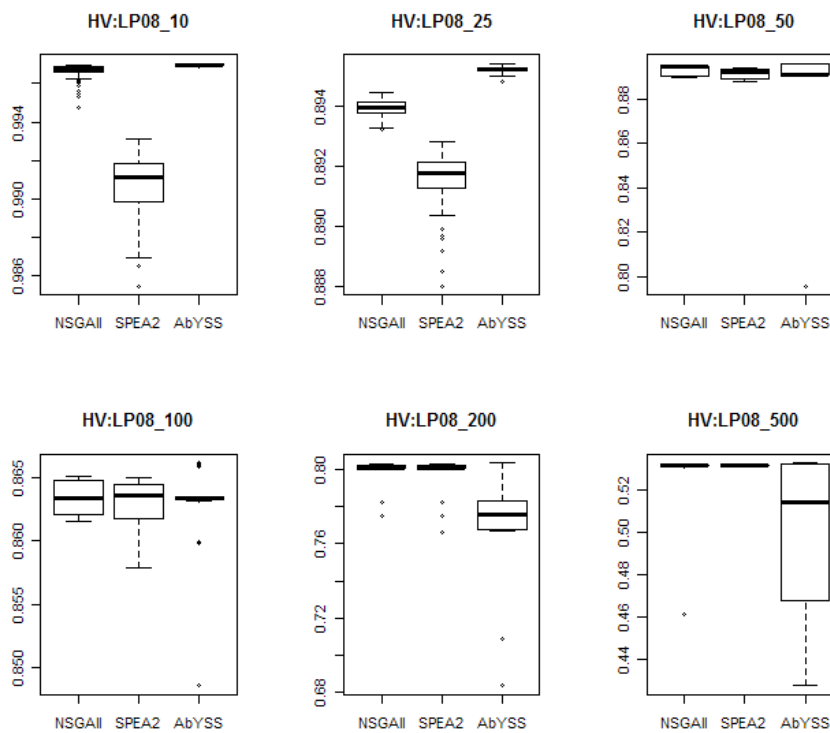 HV:LP08_10
0.986 0.990 0.994
NSGAII SPEA2 AbYSS
HV:LP08_25
0.888 0.890 0.892 0.894
NSGAII SPEA2 AbYSS
HV:LP08_50
0.80 0.82 0.84 0.86 0.88
NSGAII SPEA2 AbYSS
HV:LP08_100
0.850 0.855 0.860 0.865
NSGAII SPEA2 AbYSS
HV:LP08_200
0.68 0.72 0.76 0.80
NSGAII SPEA2 AbYSS
HV:LP08_500
0.44 0.46 0.48 0.50 0.52
NSGAII SPEA2 AbYSS